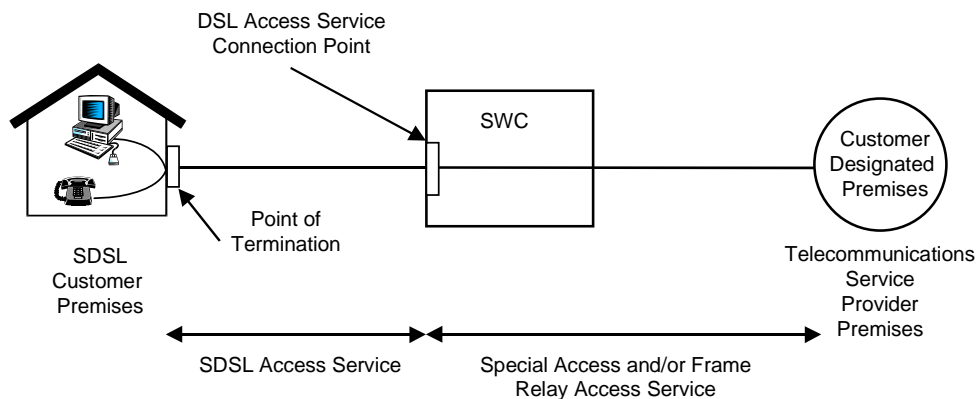 DSL Access Service
Connection Point
SWC
Customer
Designated
Premises
Point of
Termination
SDSL
Customer
Premises
Telecommunications
Service
Provider
Premises
SDSL Access Service
Special Access and/or Frame
Relay Access Service